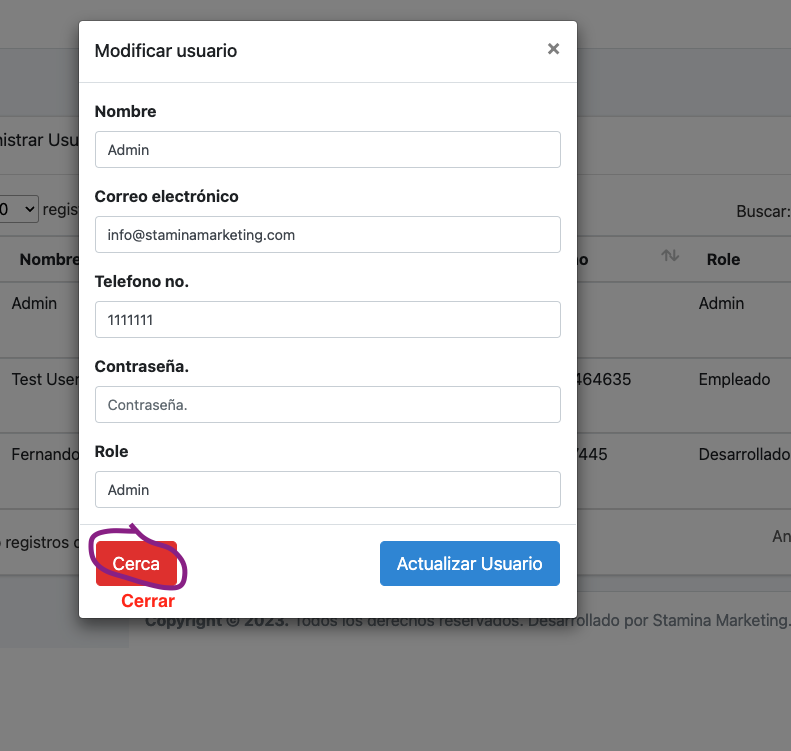 Modificar usuario ×
Nombre
Admin
Correo electrónico
info@staminamarketing.com
Telefono no.
1111111
Contraseña.
Contraseña.
Role
Admin
Cerca Actualizar Usuario
Cerrar
nistrar Usu
0 regis Buscar:
Nombre no Role
Admin Admin
Test User 464635 Empleado
Fernando 7445 Desarrollado
registros An
Copyright © 2023. Todos los derechos reservados. Desarrollado por Stamina Marketing.